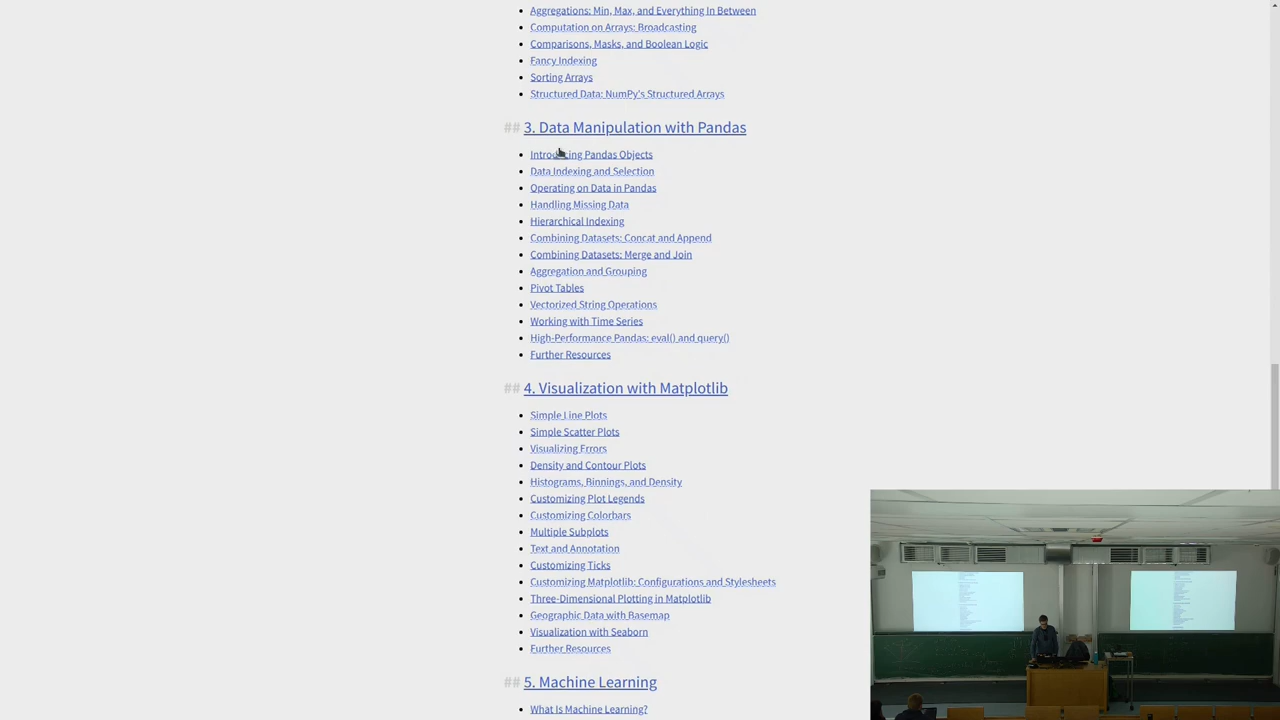 Aggregations: Min, Max, and Everything In Between
Computation on Arrays: Broadcasting
Comparisons, Masks, and Boolean Logic
Fancy Indexing
Sorting Arrays
Structured Data: NumPy's Structured Arrays
## 3. Data Manipulation with Pandas
Introducing Pandas Objects
Data Indexing and Selection
Operating on Data in Pandas
Handling Missing Data
Hierarchical Indexing
Combining Datasets: Concat and Append
Combining Datasets: Merge and Join
Aggregation and Grouping
Pivot Tables
Vectorized String Operations
Working with Time Series
High-Performance Pandas: eval() and query()
Further Resources
## 4. Visualization with Matplotlib
Simple Line Plots
Simple Scatter Plots
Visualizing Errors
Density and Contour Plots
Histograms, Binnings, and Density
Customizing Plot Legends
Customizing Colorbars
Multiple Subplots
Text and Annotation
Customizing Ticks
Customizing Matplotlib: Configurations and Stylesheets
Three-Dimensional Plotting in Matplotlib
Geographic Data with Basemap
Visualization with Seaborn
Further Resources
## 5. Machine Learning
What Is Machine Learning?